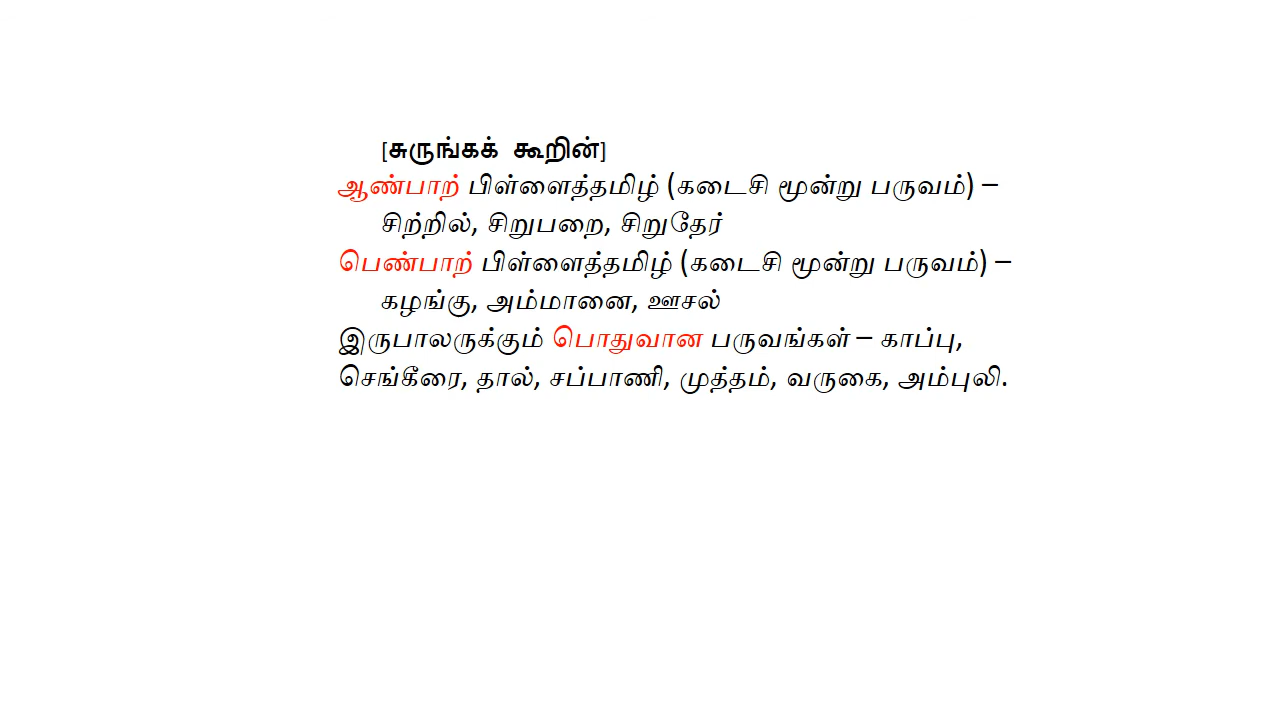 [சுருங்கக் கூறின்]
ஆண்பாற் பிள்ளைத்தமிழ் (கடைசி மூன்று பருவம்) –
சிற்றில், சிறுபறை, சிறுதேர்
பெண்பாற் பிள்ளைத்தமிழ் (கடைசி மூன்று பருவம்) –
கழங்கு, அம்மானை, ஊசல்
இருபாலருக்கும் பொதுவான பருவங்கள் – காப்பு,
செங்கீரை, தால், சப்பாணி, முத்தம், வருகை, அம்புலி.